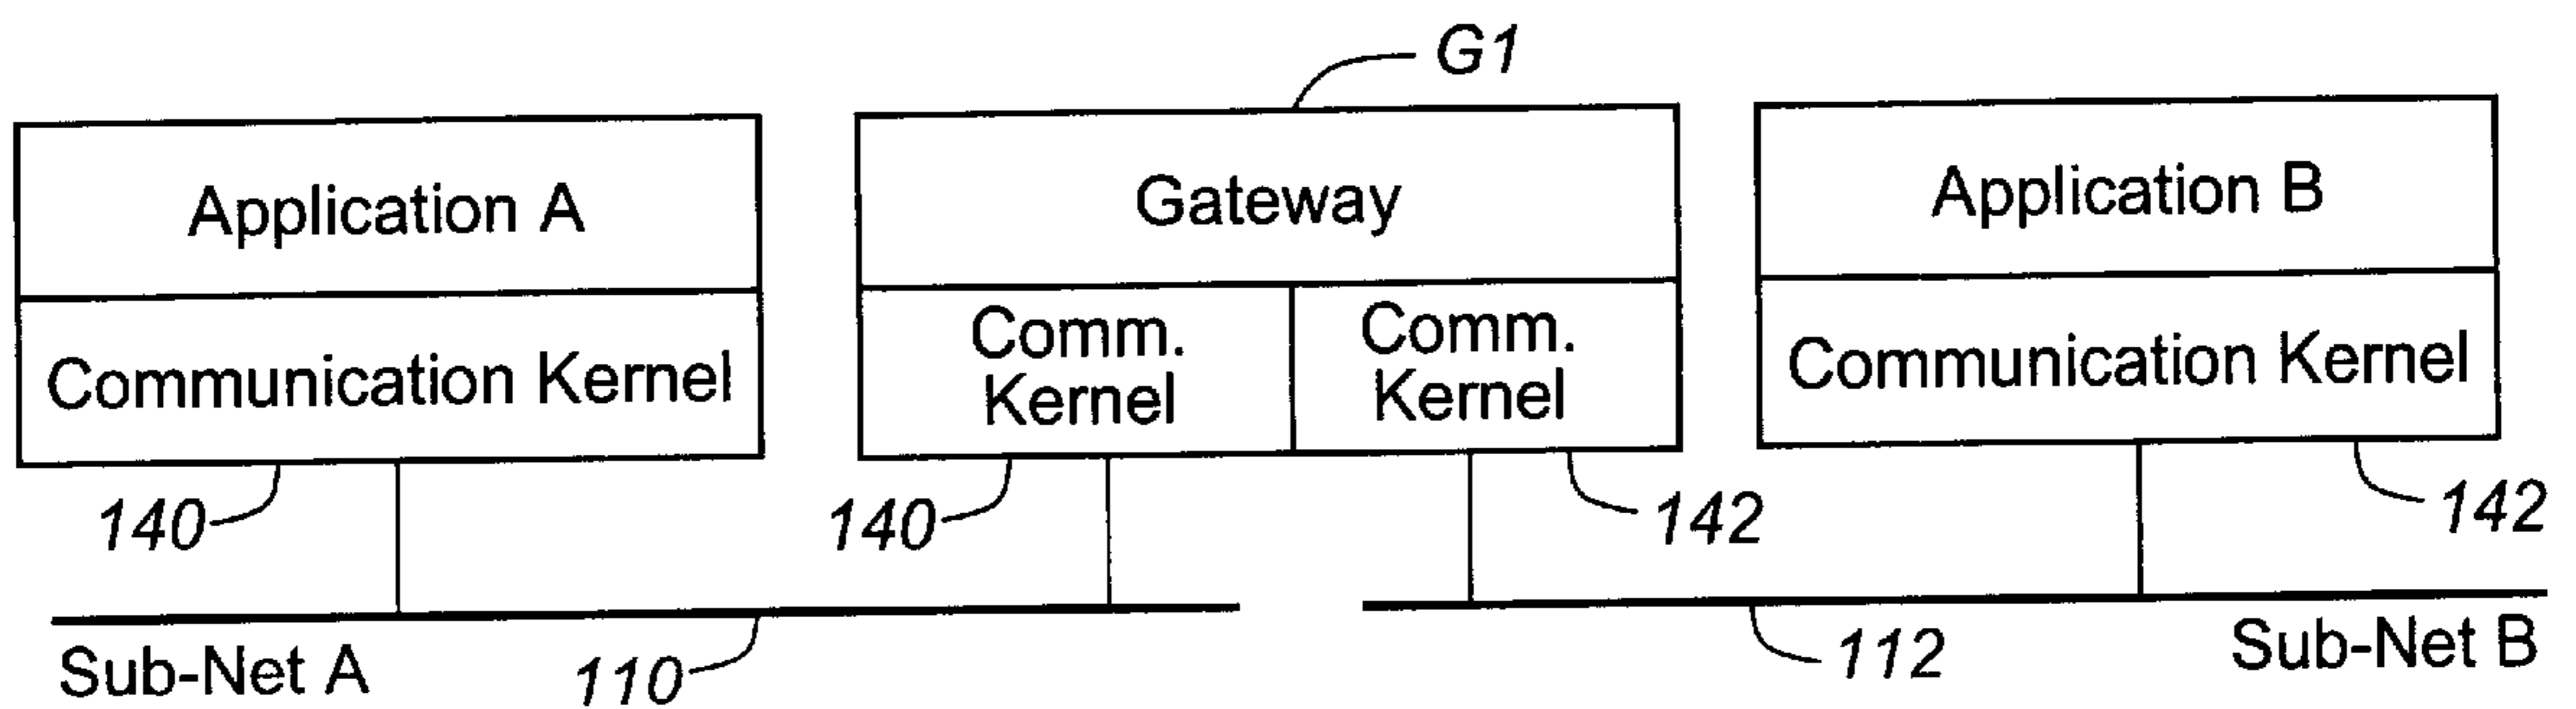 G1
Application A
Gateway
Application B
Communication Kernel
Comm.
Kernel
Comm.
Kernel
Communication Kernel
140
140
142
142
Sub-Net A
110
112
Sub-Net B